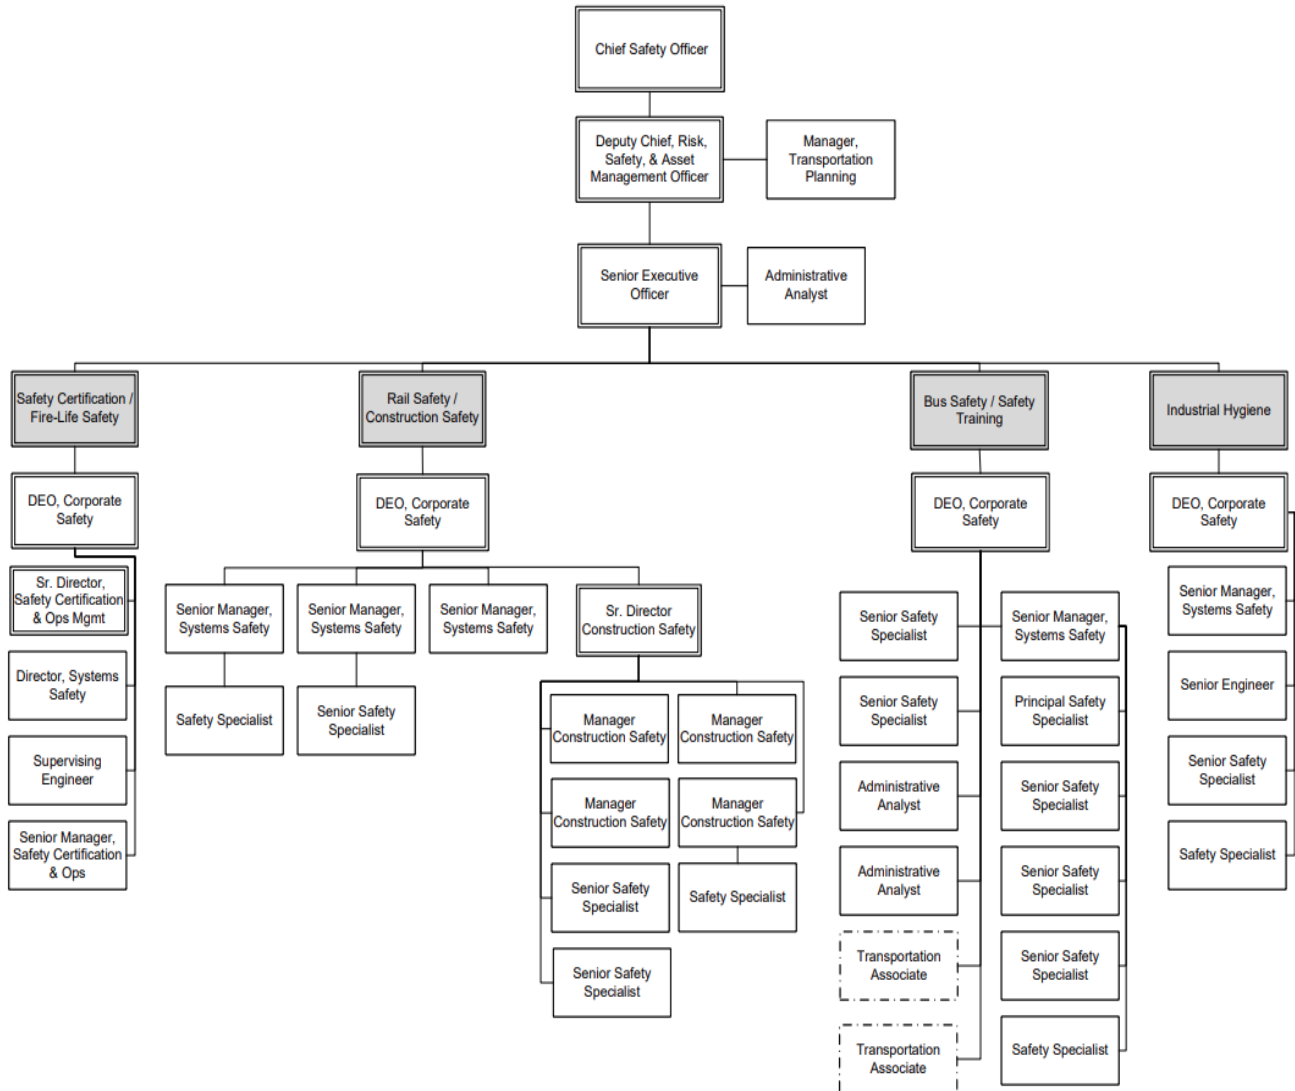 Chief Safety Officer
Deputy Chief, Risk,
Safety, & Asset
Management Officer
Manager,
Transportation
Planning
Senior Executive
Officer
Administrative
Analyst
Safety Certification /
Fire-Life Safety
Rail Safety /
Construction Safety
Bus Safety / Safety
Training
Industrial Hygiene
DEO, Corporate
Safety
DEO, Corporate
Safety
DEO, Corporate
Safety
DEO, Corporate
Safety
Sr. Director,
Safety Certification
& Ops Mgmt
Director, Systems
Safety
Supervising
Engineer
Senior Manager,
Safety Certification
& Ops
Senior Manager,
Systems Safety
Senior Manager,
Systems Safety
Senior Manager,
Systems Safety
Sr. Director
Construction Safety
Safety Specialist
Senior Safety
Specialist
Manager
Construction Safety
Manager
Construction Safety
Manager
Construction Safety
Manager
Construction Safety
Senior Safety
Specialist
Safety Specialist
Senior Safety
Specialist
Senior Safety
Specialist
Senior Manager,
Systems Safety
Senior Safety
Specialist
Principal Safety
Specialist
Administrative
Analyst
Senior Safety
Specialist
Administrative
Analyst
Senior Safety
Specialist
Transportation
Associate
Senior Safety
Specialist
Transportation
Associate
Safety Specialist
Senior Manager,
Systems Safety
Senior Engineer
Senior Safety
Specialist
Safety Specialist